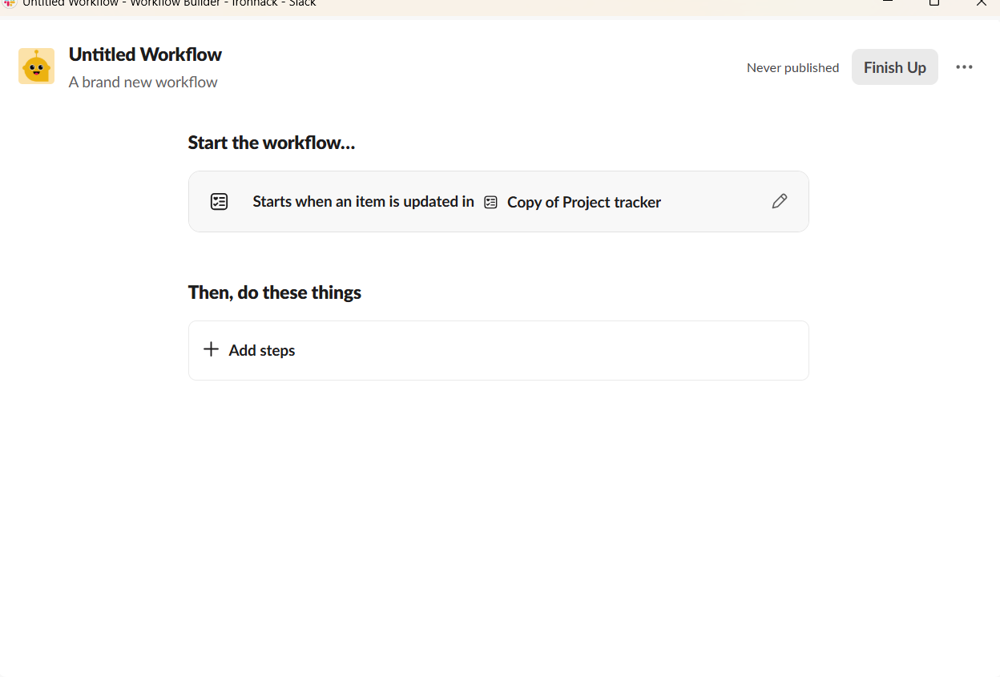 Untitled Workflow - Workflow Builder - Ironhack - Slack
Untitled Workflow
A brand new workflow
Never published
Finish Up
Start the workflow...
Starts when an item is updated in Copy of Project tracker
Then, do these things
Add steps